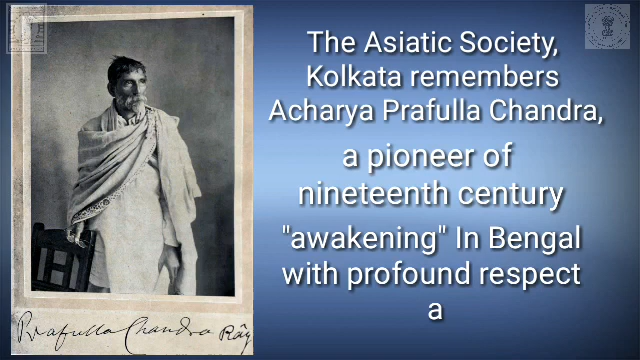 The Asiatic Society,
Kolkata remembers
Acharya Prafulla Chandra,
a pioneer of
nineteenth century
"awakening" In Bengal
with profound respect
a
Prafulla Chandra Rây